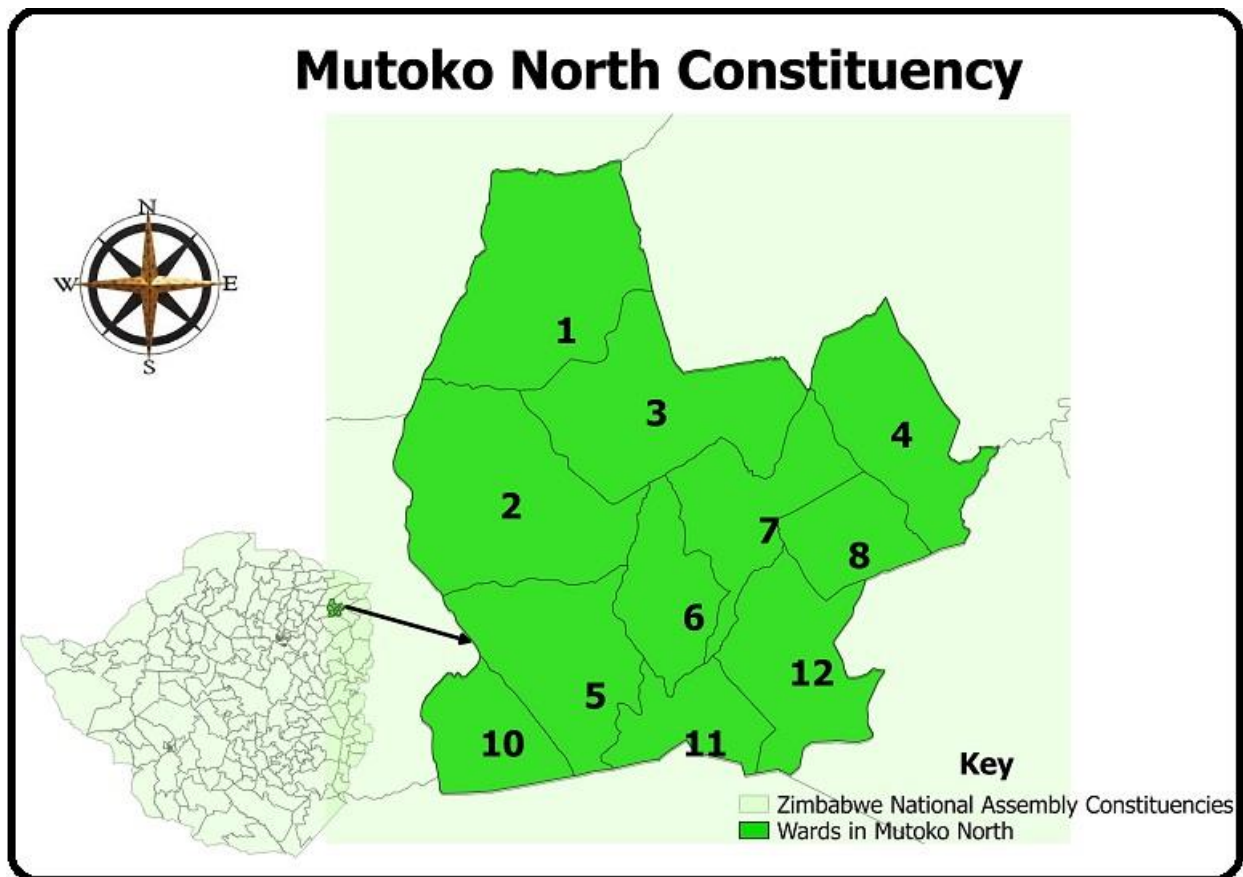 Mutoko North Constituency
N
W
E
S
1
3
4
2
7
8
6
12
5
10
11
Key
Zimbabwe National Assembly Constituencies
Wards in Mutoko North